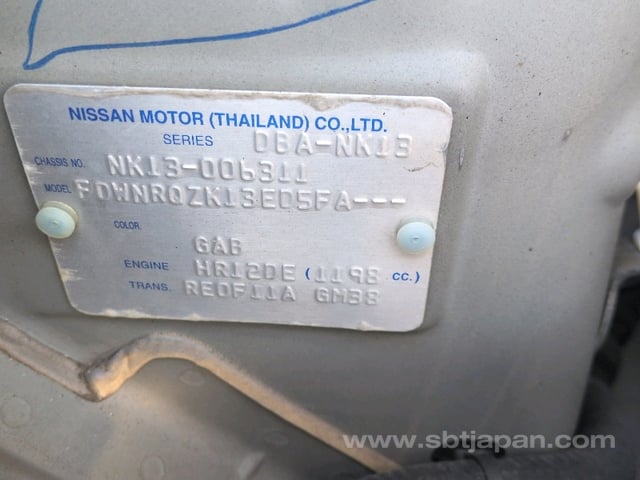 NISSAN MOTOR (THAILAND) CO.,LTD.
SERIES DBA-NK13
CHASSIS NO. NK13-006311
MODEL FDWNRQZK13EDSFA---
COLOR.
GAB
ENGINE HR12DE (1198 CC.)
TRANS. RE0F11A GM38
www.sbtjapan.com